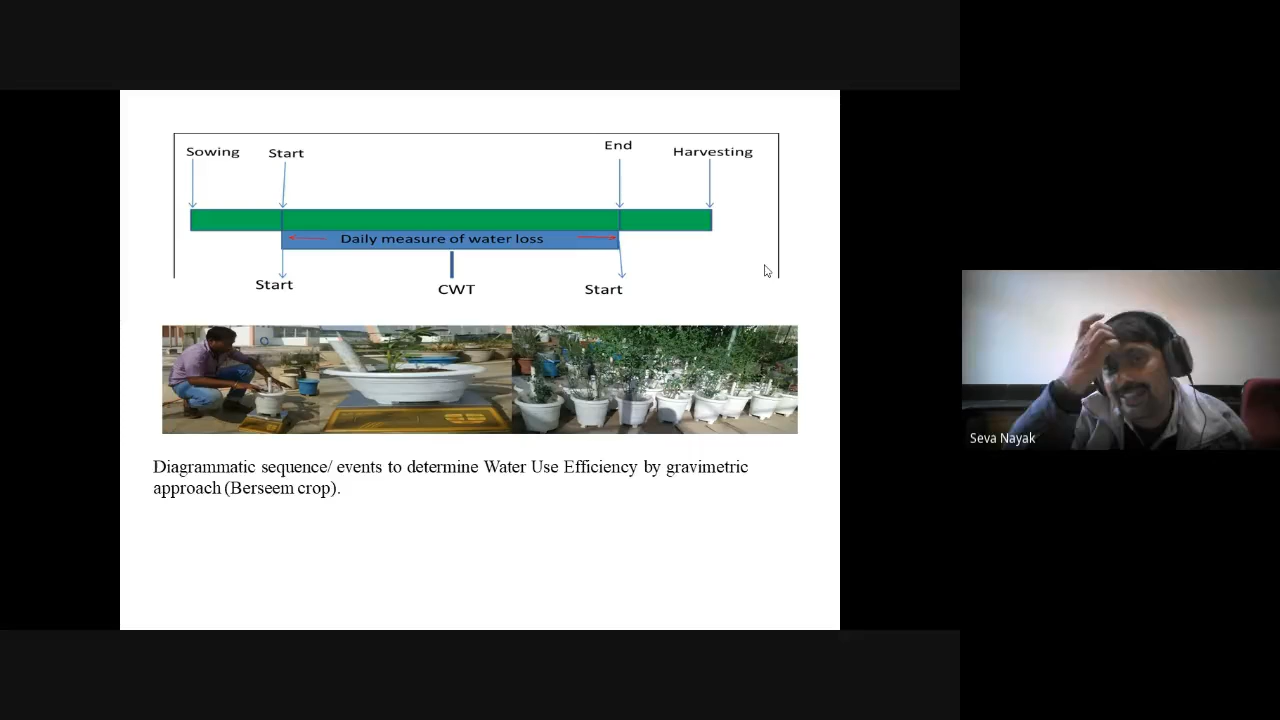 Sowing Start End Harvesting
Daily measure of water loss
Start CWT Start
Diagrammatic sequence/ events to determine Water Use Efficiency by gravimetric
approach (Berseem crop).
Seva Nayak